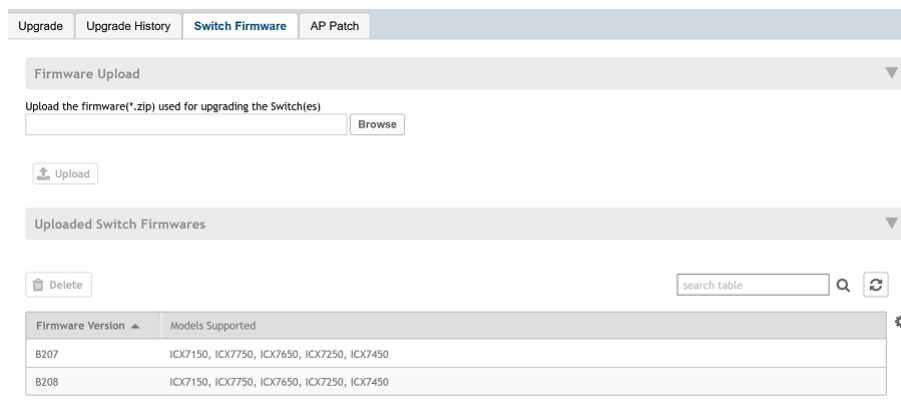 Upgrade Upgrade History Switch Firmware AP Patch
Firmware Upload
Upload the firmware(*.zip) used for upgrading the Switch(es)
Browse
Upload
Uploaded Switch Firmwares
Delete search table
Firmware Version Models Supported
B207 ICX7150, ICX7750, ICX7650, ICX7250, ICX7450
B208 ICX7150, ICX7750, ICX7650, ICX7250, ICX7450